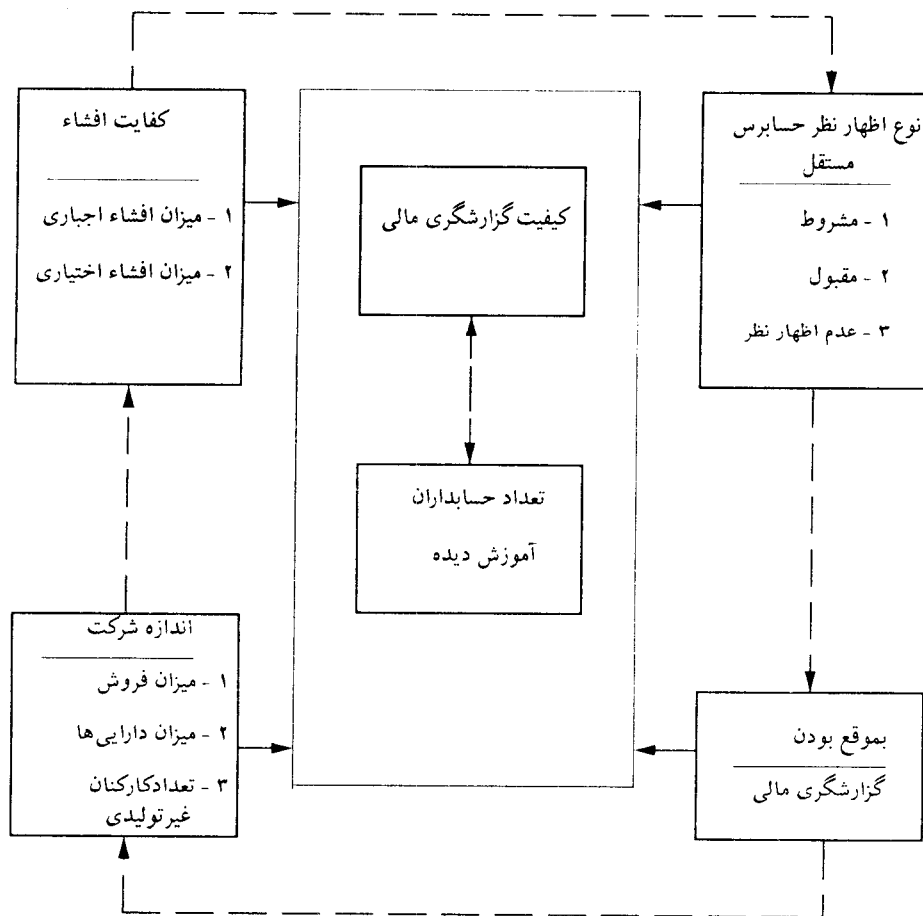 نوع اظهار نظر حسابرس
مستقل
۱ - مشروط
۲ - مقبول
۳ - عدم اظهار نظر
کیفیت گزارشگری مالی
تعداد حسابداران
آموزش دیده
کفایت افشاء
۱ - میزان افشاء اجباری
۲ - میزان افشاء اختیاری
بموقع بودن
گزارشگری مالی
اندازه شرکت
۱ - میزان فروش
۲ - میزان دارایی‌ها
۳ - تعداد کارکنان
غیرتولیدی